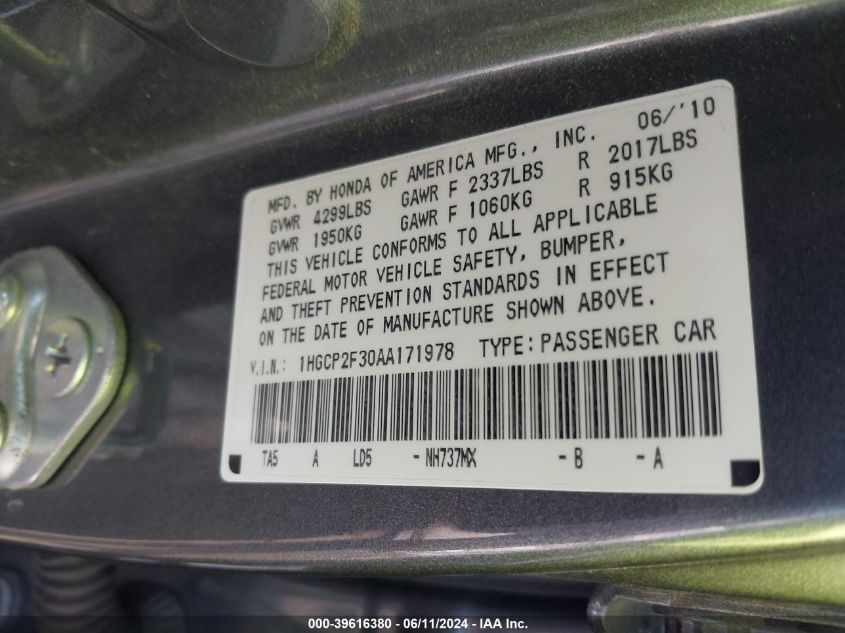 MFD. BY HONDA OF AMERICA MFG., INC. 06/'10
GVWR 4299LBS GAWR F 2337LBS R 2017LBS
GVWR 1950KG GAWR F 1060KG R 915KG
THIS VEHICLE CONFORMS TO ALL APPLICABLE
FEDERAL MOTOR VEHICLE SAFETY, BUMPER,
AND THEFT PREVENTION STANDARDS IN EFFECT
ON THE DATE OF MANUFACTURE SHOWN ABOVE.
V.I.N.: 1HGCP2F30AA171978 TYPE: PASSENGER CAR
TA5 A LD5 -NH737MX -B -A
000-39616380 - 06/11/2024 - IAA Inc.